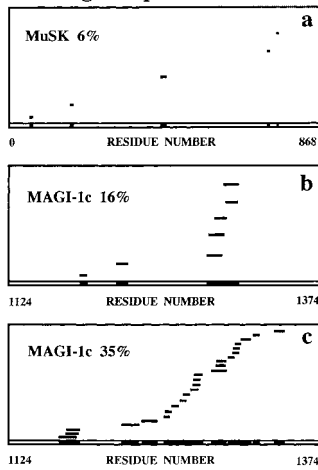 a
MuSK 6%
0 RESIDUE NUMBER 868
b
MAGI-1c 16%
1124 RESIDUE NUMBER 1374
c
MAGI-1c 35%
1124 RESIDUE NUMBER 1374